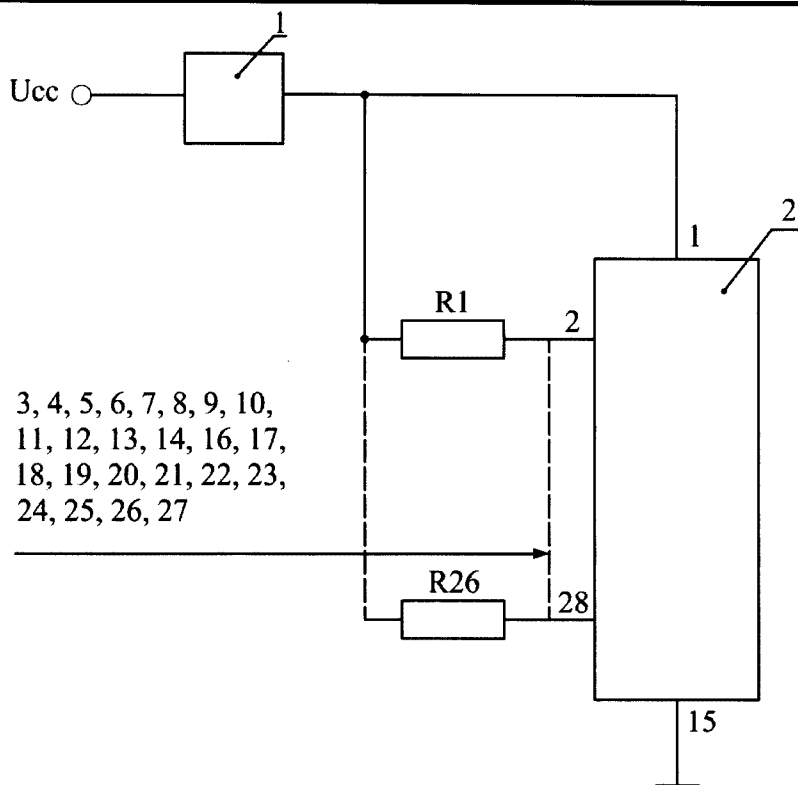 1
Ucc
2
1
R1
2
3, 4, 5, 6, 7, 8, 9, 10,
11, 12, 13, 14, 16, 17,
18, 19, 20, 21, 22, 23,
24, 25, 26, 27
R26
28
15